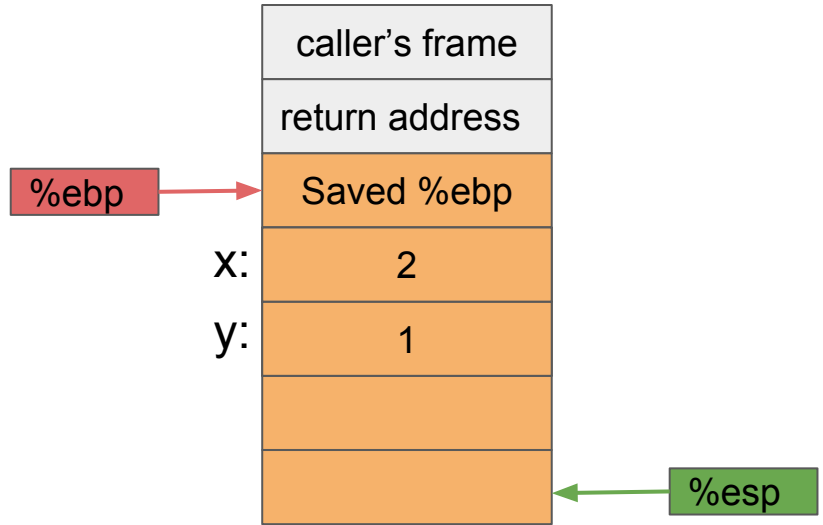 caller’s frame
return address
%ebp
Saved %ebp
x:
2
y:
1
%esp